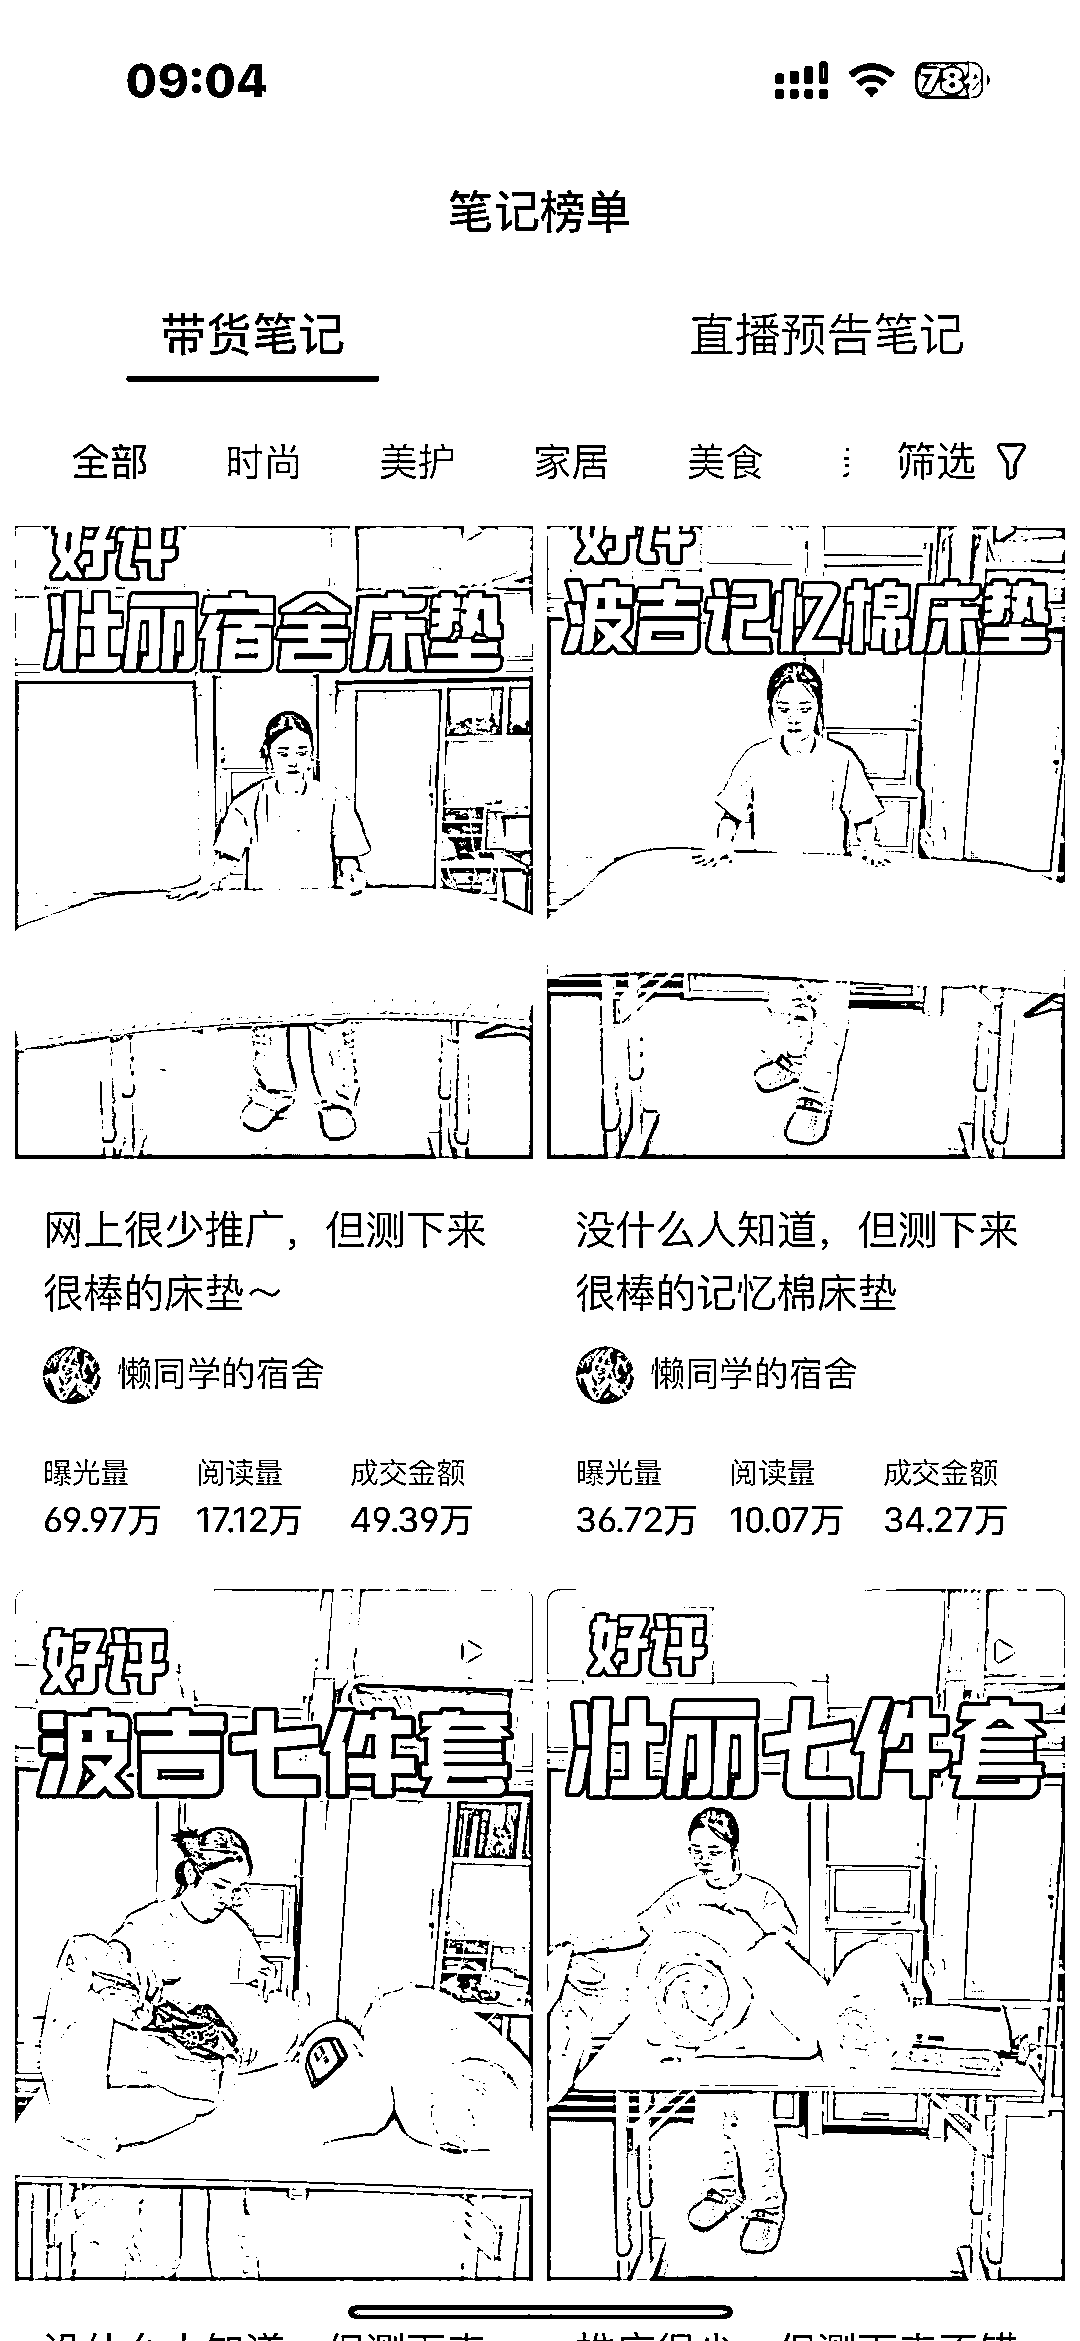 09:04
78
笔记榜单
带货笔记
直播预告笔记
全部 时尚 美护 家居 美食 筛选
好评
壮丽宿舍床垫
好评
波吉记忆棉床垫
网上很少推广，但测下来
很棒的床垫～
懒同学的宿舍
曝光量 阅读量 成交金额
69.97万 17.12万 49.39万
没什么人知道，但测下来
很棒的记忆棉床垫
懒同学的宿舍
曝光量 阅读量 成交金额
36.72万 10.07万 34.27万
好评
波吉七件套
好评
壮丽七件套